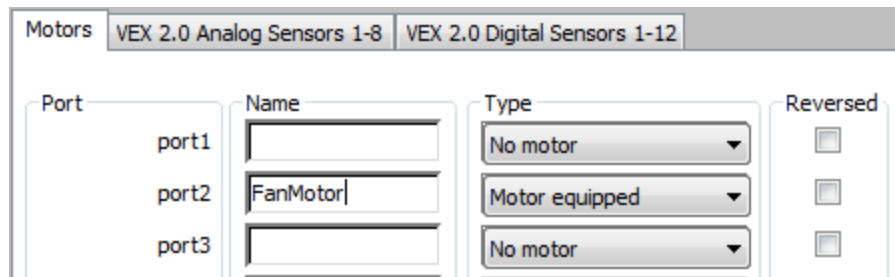 Motors VEX 2.0 Analog Sensors 1-8 VEX 2.0 Digital Sensors 1-12
Port Name Type Reversed
port1 No motor
port2 FanMotor Motor equipped
port3 No motor